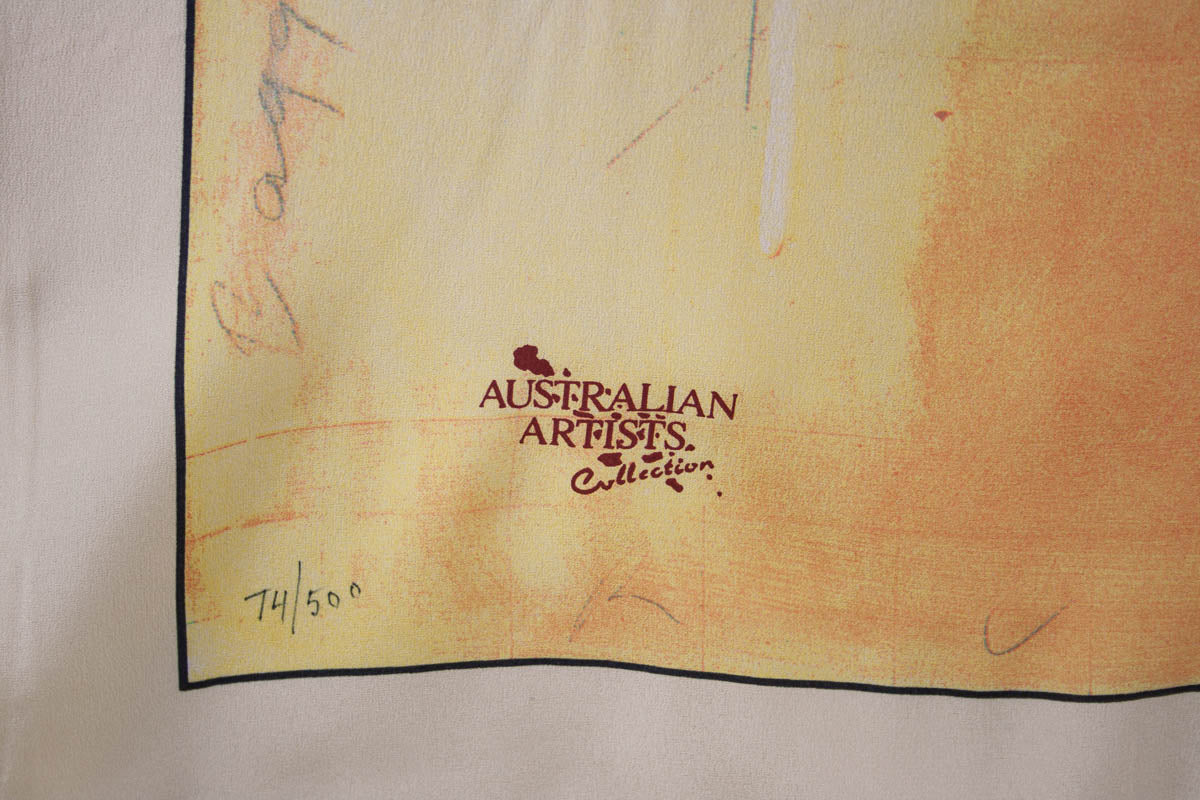 AUSTRALIAN
ARTISTS
Collection
74/500